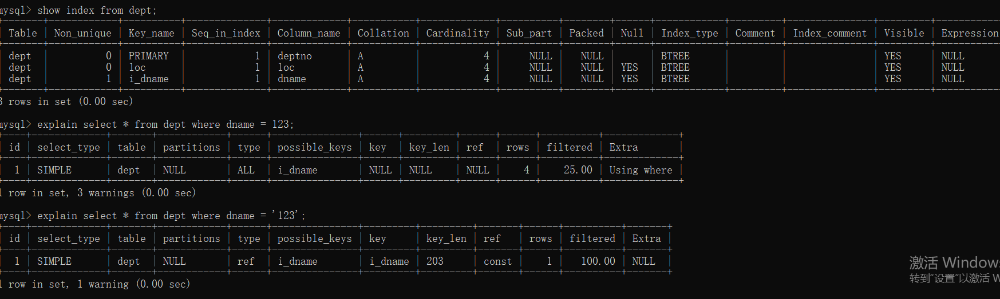 mysql> show index from dept;
| Table | Non_unique | Key_name | Seq_in_index | Column_name | Collation | Cardinality | Sub_part | Packed | Null | Index_type | Comment | Index_comment | Visible | Expression
| dept | 0 | PRIMARY | 1 | deptno | A | 4 | NULL | NULL | | BTREE | | | YES | NULL
| dept | 0 | loc | 1 | loc | A | 4 | NULL | NULL | YES | BTREE | | | YES | NULL
| dept | 1 | i_dname | 1 | dname | A | 4 | NULL | NULL | YES | BTREE | | | YES | NULL
3 rows in set (0.00 sec)
mysql> explain select * from dept where dname = 123;
| id | select_type | table | partitions | type | possible_keys | key | key_len | ref | rows | filtered | Extra |
| 1 | SIMPLE | dept | NULL | ALL | i_dname | NULL | NULL | NULL | 4 | 25.00 | Using where |
1 row in set, 3 warnings (0.00 sec)
mysql> explain select * from dept where dname = '123';
| id | select_type | table | partitions | type | possible_keys | key | key_len | ref | rows | filtered | Extra |
| 1 | SIMPLE | dept | NULL | ref | i_dname | i_dname | 203 | const | 1 | 100.00 | NULL |
1 row in set, 1 warning (0.00 sec)
激活 Windows
转到"设置"以激活 W